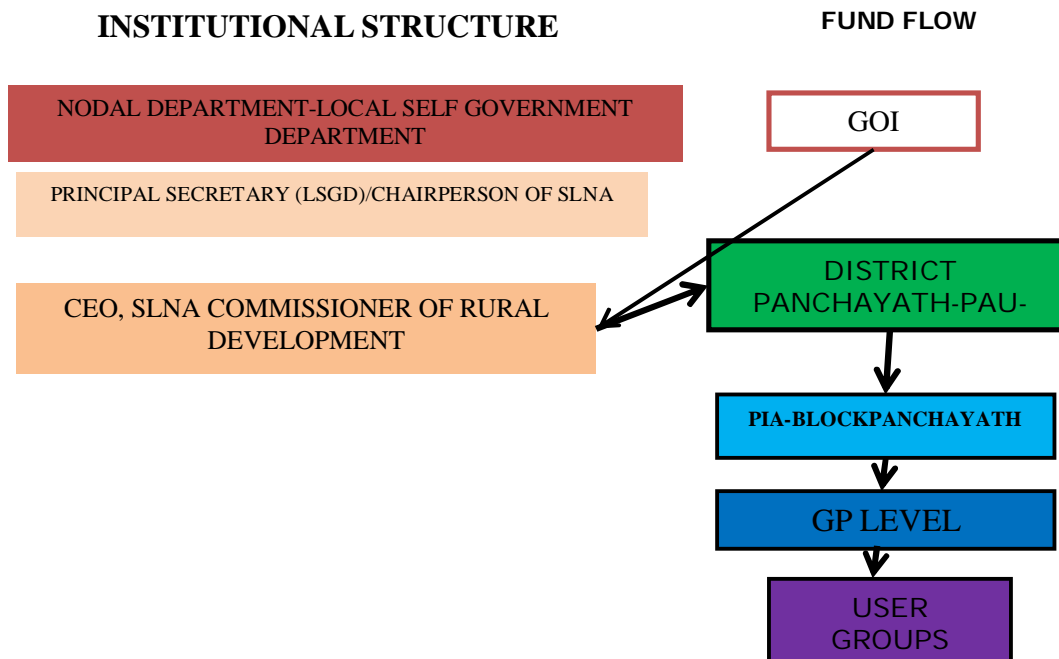 INSTITUTIONAL STRUCTURE
FUND FLOW
NODAL DEPARTMENT-LOCAL SELF GOVERNMENT
DEPARTMENT
GOI
PRINCIPAL SECRETARY (LSGD)/CHAIRPERSON OF SLNA
CEO, SLNA COMMISSIONER OF RURAL
DEVELOPMENT
DISTRICT
PANCHAYATH-PAU-
PIA-BLOCKPANCHAYATH
GP LEVEL
USER
GROUPS